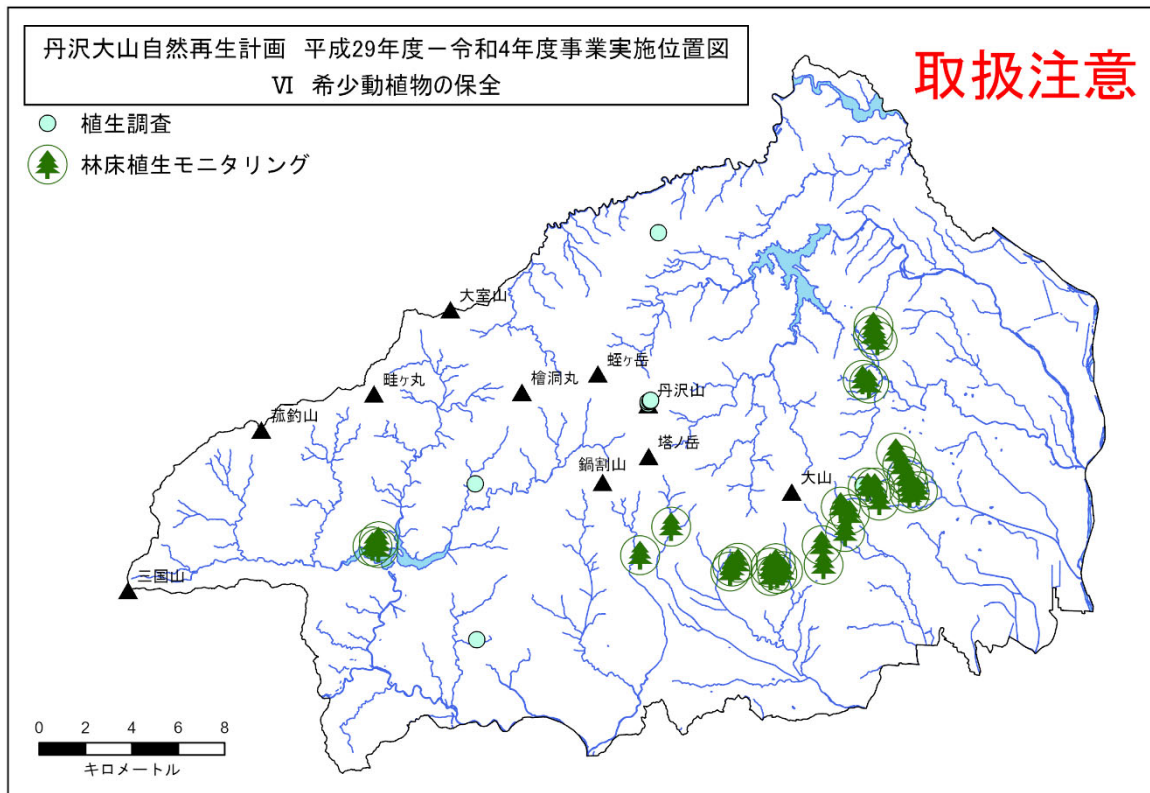 丹沢大山自然再生計画 平成29年度－令和4年度事業実施位置図
Ⅵ 希少動植物の保全
取扱注意
植生調査
林床植生モニタリング
大室山
蛭ヶ岳
畦ヶ丸
檜洞丸
丹沢山
菰釣山
塔ノ岳
鍋割山
大山
三国山
0 2 4 6 8
キロメートル